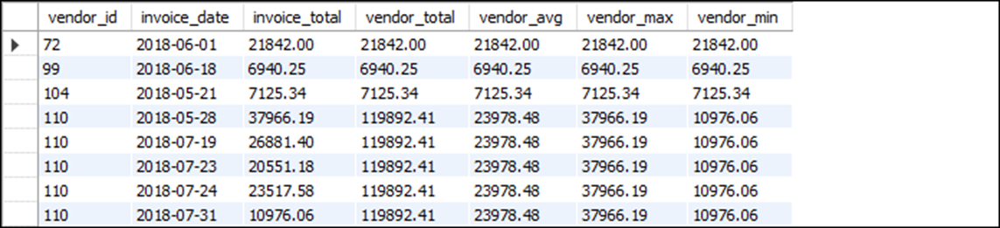 vendor_id invoice_date invoice_total vendor_total vendor_avg vendor_max vendor_min
72 2018-06-01 21842.00 21842.00 21842.00 21842.00 21842.00
99 2018-06-18 6940.25 6940.25 6940.25 6940.25 6940.25
104 2018-05-21 7125.34 7125.34 7125.34 7125.34 7125.34
110 2018-05-28 37966.19 119892.41 23978.48 37966.19 10976.06
110 2018-07-19 26881.40 119892.41 23978.48 37966.19 10976.06
110 2018-07-23 20551.18 119892.41 23978.48 37966.19 10976.06
110 2018-07-24 23517.58 119892.41 23978.48 37966.19 10976.06
110 2018-07-31 10976.06 119892.41 23978.48 37966.19 10976.06